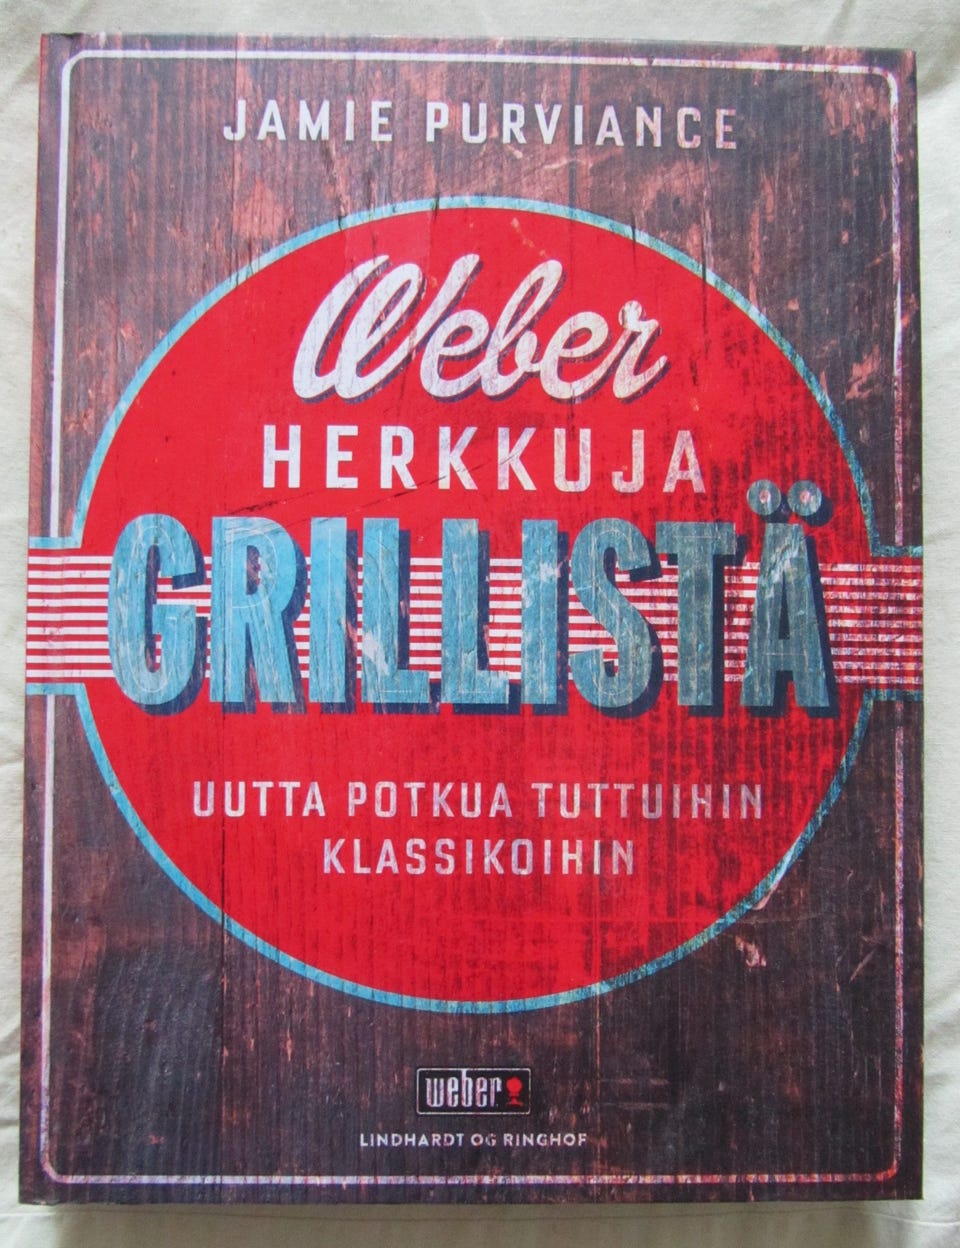 JAMIE PURVIANCE
Weber
HERKKUJA
GRILLISTÄ
UUTTA POTKUA TUTTUIHIN
KLASSIKOIHIN
weber
LINDHARDT OG RINGHOF